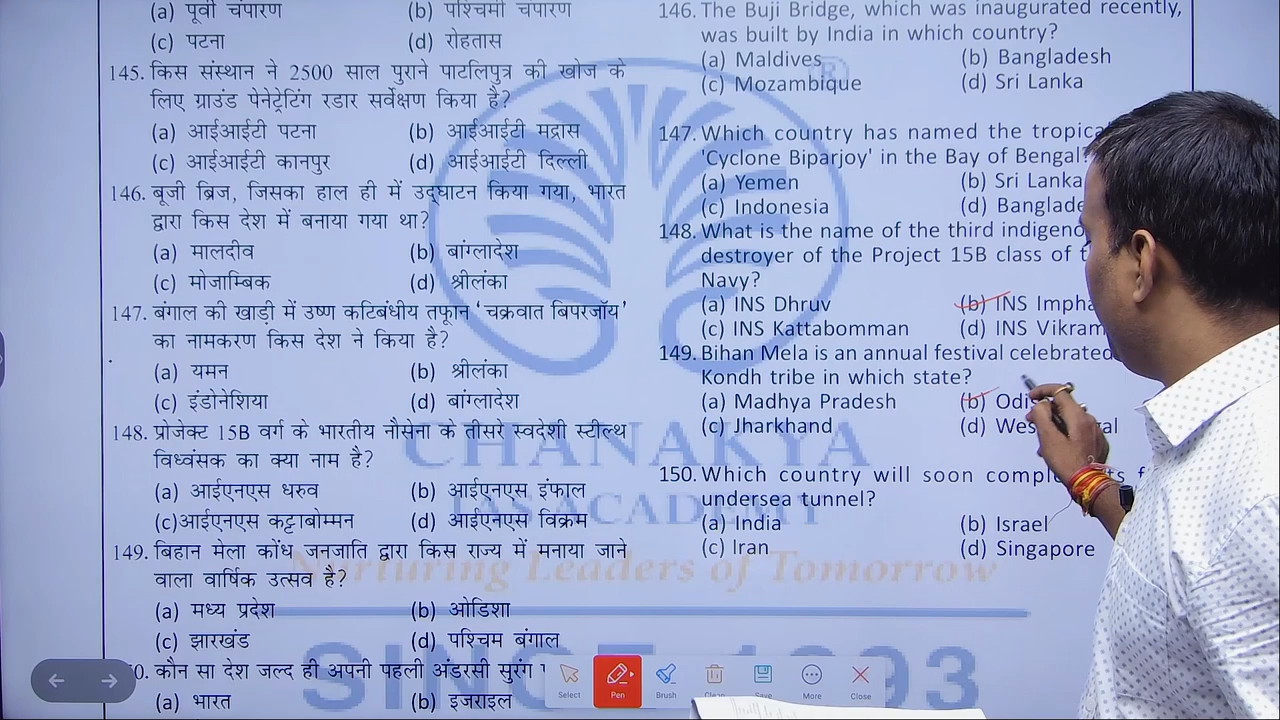 (a) पूर्वी चंपारण (b) पश्चिमी चंपारण
(c) पटना (d) रोहतास
145. किस संस्थान ने 2500 साल पुराने पाटलिपुत्र की खोज के
लिए ग्राउंड पेनेट्रेटिंग रडार सर्वेक्षण किया है?
(a) आईआईटी पटना (b) आईआईटी मद्रास
(c) आईआईटी कानपुर (d) आईआईटी दिल्ली
146. बूजी ब्रिज, जिसका हाल ही में उद्घाटन किया गया, भारत
द्वारा किस देश में बनाया गया था?
(a) मालदीव (b) बांग्लादेश
(c) मोजाम्बिक (d) श्रीलंका
147. बंगाल की खाड़ी में उष्ण कटिबंधीय तफून 'चक्रवात बिपरजॉय'
का नामकरण किस देश ने किया है?
(a) यमन (b) श्रीलंका
(c) इंडोनेशिया (d) बांग्लादेश
148. प्रोजेक्ट 15B वर्ग के भारतीय नौसेना के तीसरे स्वदेशी स्टील्थ
विध्वंसक का क्या नाम है?
(a) आईएनएस धरुव (b) आईएनएस इंफाल
(c)आईएनएस कट्टाबोम्मन (d) आईएनएस विक्रम
149. बिहान मेला कोंध जनजाति द्वारा किस राज्य में मनाया जाने
वाला वार्षिक उत्सव है?
(a) मध्य प्रदेश (b) ओडिशा
(c) झारखंड (d) पश्चिम बंगाल
कौन सा देश जल्द ही अपनी पहली अंडरसी सुरंग
(a) भारत (b) इजराइल
146. The Buji Bridge, which was inaugurated recently,
was built by India in which country?
(a) Maldives (b) Bangladesh
(c) Mozambique (d) Sri Lanka
147. Which country has named the
'Cyclone Biparjoy' in the Bay of Bengal?
(a) Yemen (b) Sri Lanka
(c) Indonesia (d)
148. What is the name of the third
destroyer of the Project 15B class of
Navy?
(a) INS Dhruv (b) INS
(c) INS Kattabomman (d) INS
149. Bihan Mela is an annual festival celebrated
Kondh tribe in which state?
(a) Madhya Pradesh (b)
(c) Jharkhand (d)
150. Which country will soon
undersea tunnel?
(a) India (b) Israel
(c) Iran (d) Singapore
CHANAKYA
IAS ACADEMY
Nurturing Leaders of Tomorrow
Select Pen Brush Clean Save More Close